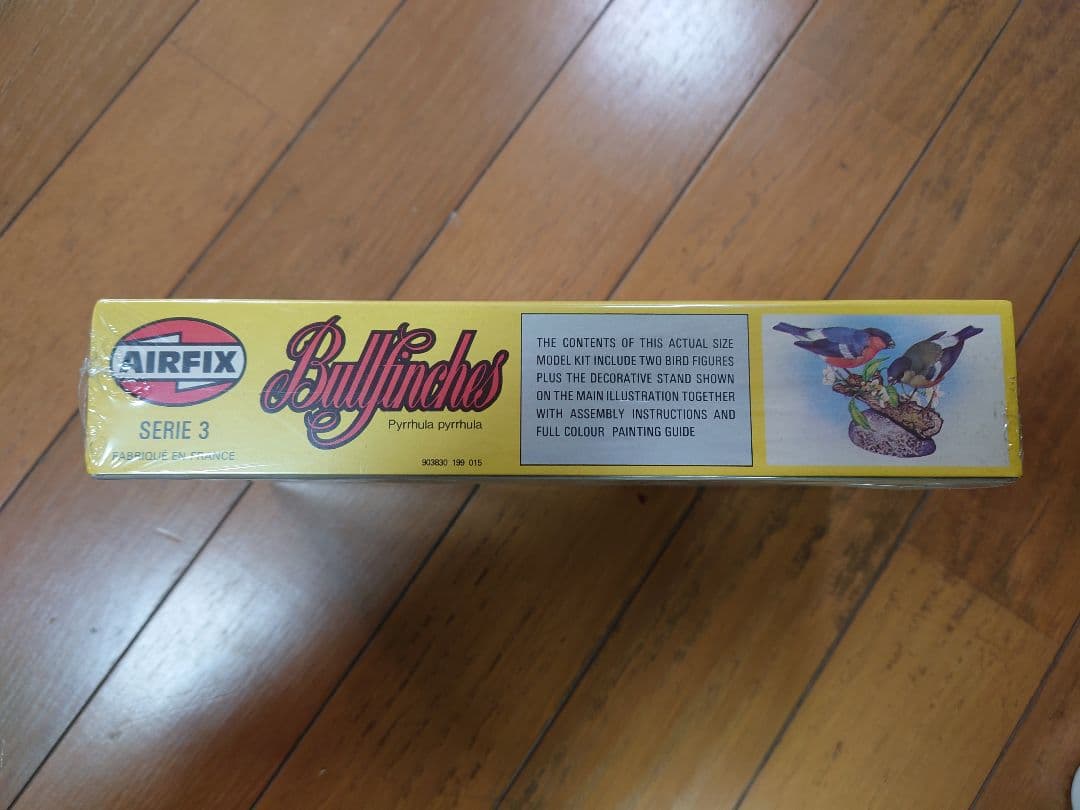 AIRFIX
SERIE 3
FABRIQUÉ EN FRANCE
Bullfinches
Pyrrhula pyrrhula
903830 199 015
THE CONTENTS OF THIS ACTUAL SIZE
MODEL KIT INCLUDE TWO BIRD FIGURES
PLUS THE DECORATIVE STAND SHOWN
ON THE MAIN ILLUSTRATION TOGETHER
WITH ASSEMBLY INSTRUCTIONS AND
FULL COLOUR PAINTING GUIDE